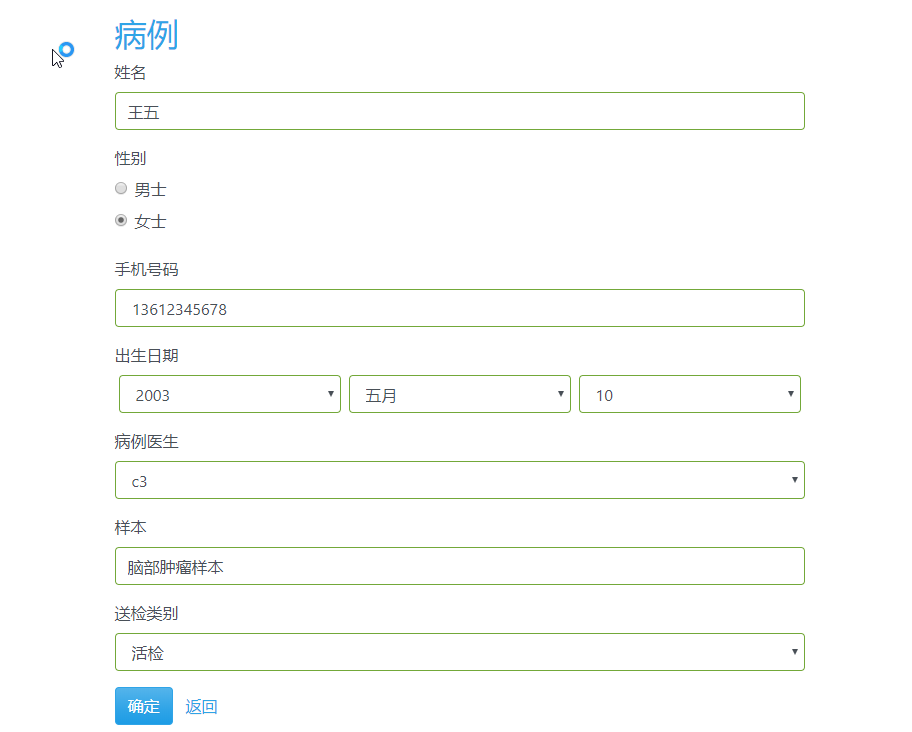 病例
姓名
王五
性别
男士
女士
手机号码
13612345678
出生日期
2003 五月 10
病例医生
c3
样本
脑部肿瘤样本
送检类别
活检
确定 返回